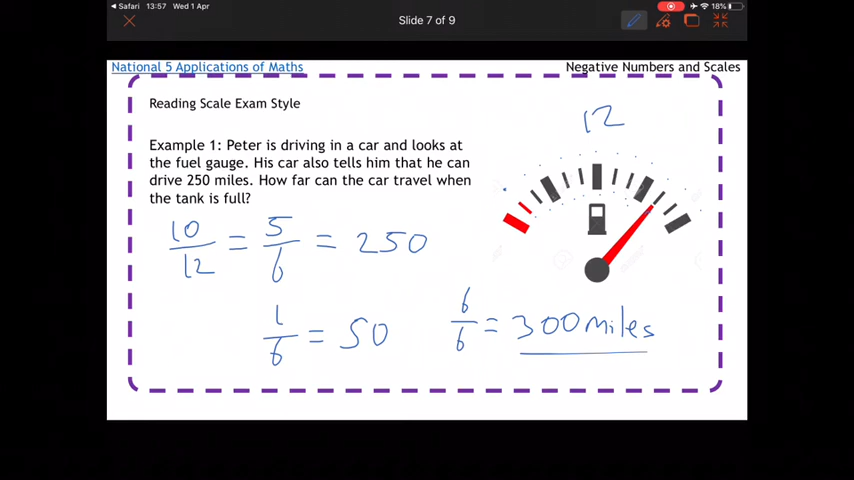 Safari 13:57 Wed 1 Apr 18%
Slide 7 of 9
National 5 Applications of Maths Negative Numbers and Scales
Reading Scale Exam Style
12
Example 1: Peter is driving in a car and looks at
the fuel gauge. His car also tells him that he can
drive 250 miles. How far can the car travel when
the tank is full?
10/12 = 5/6 = 250
1/6 = 50 6/6 = 300 miles